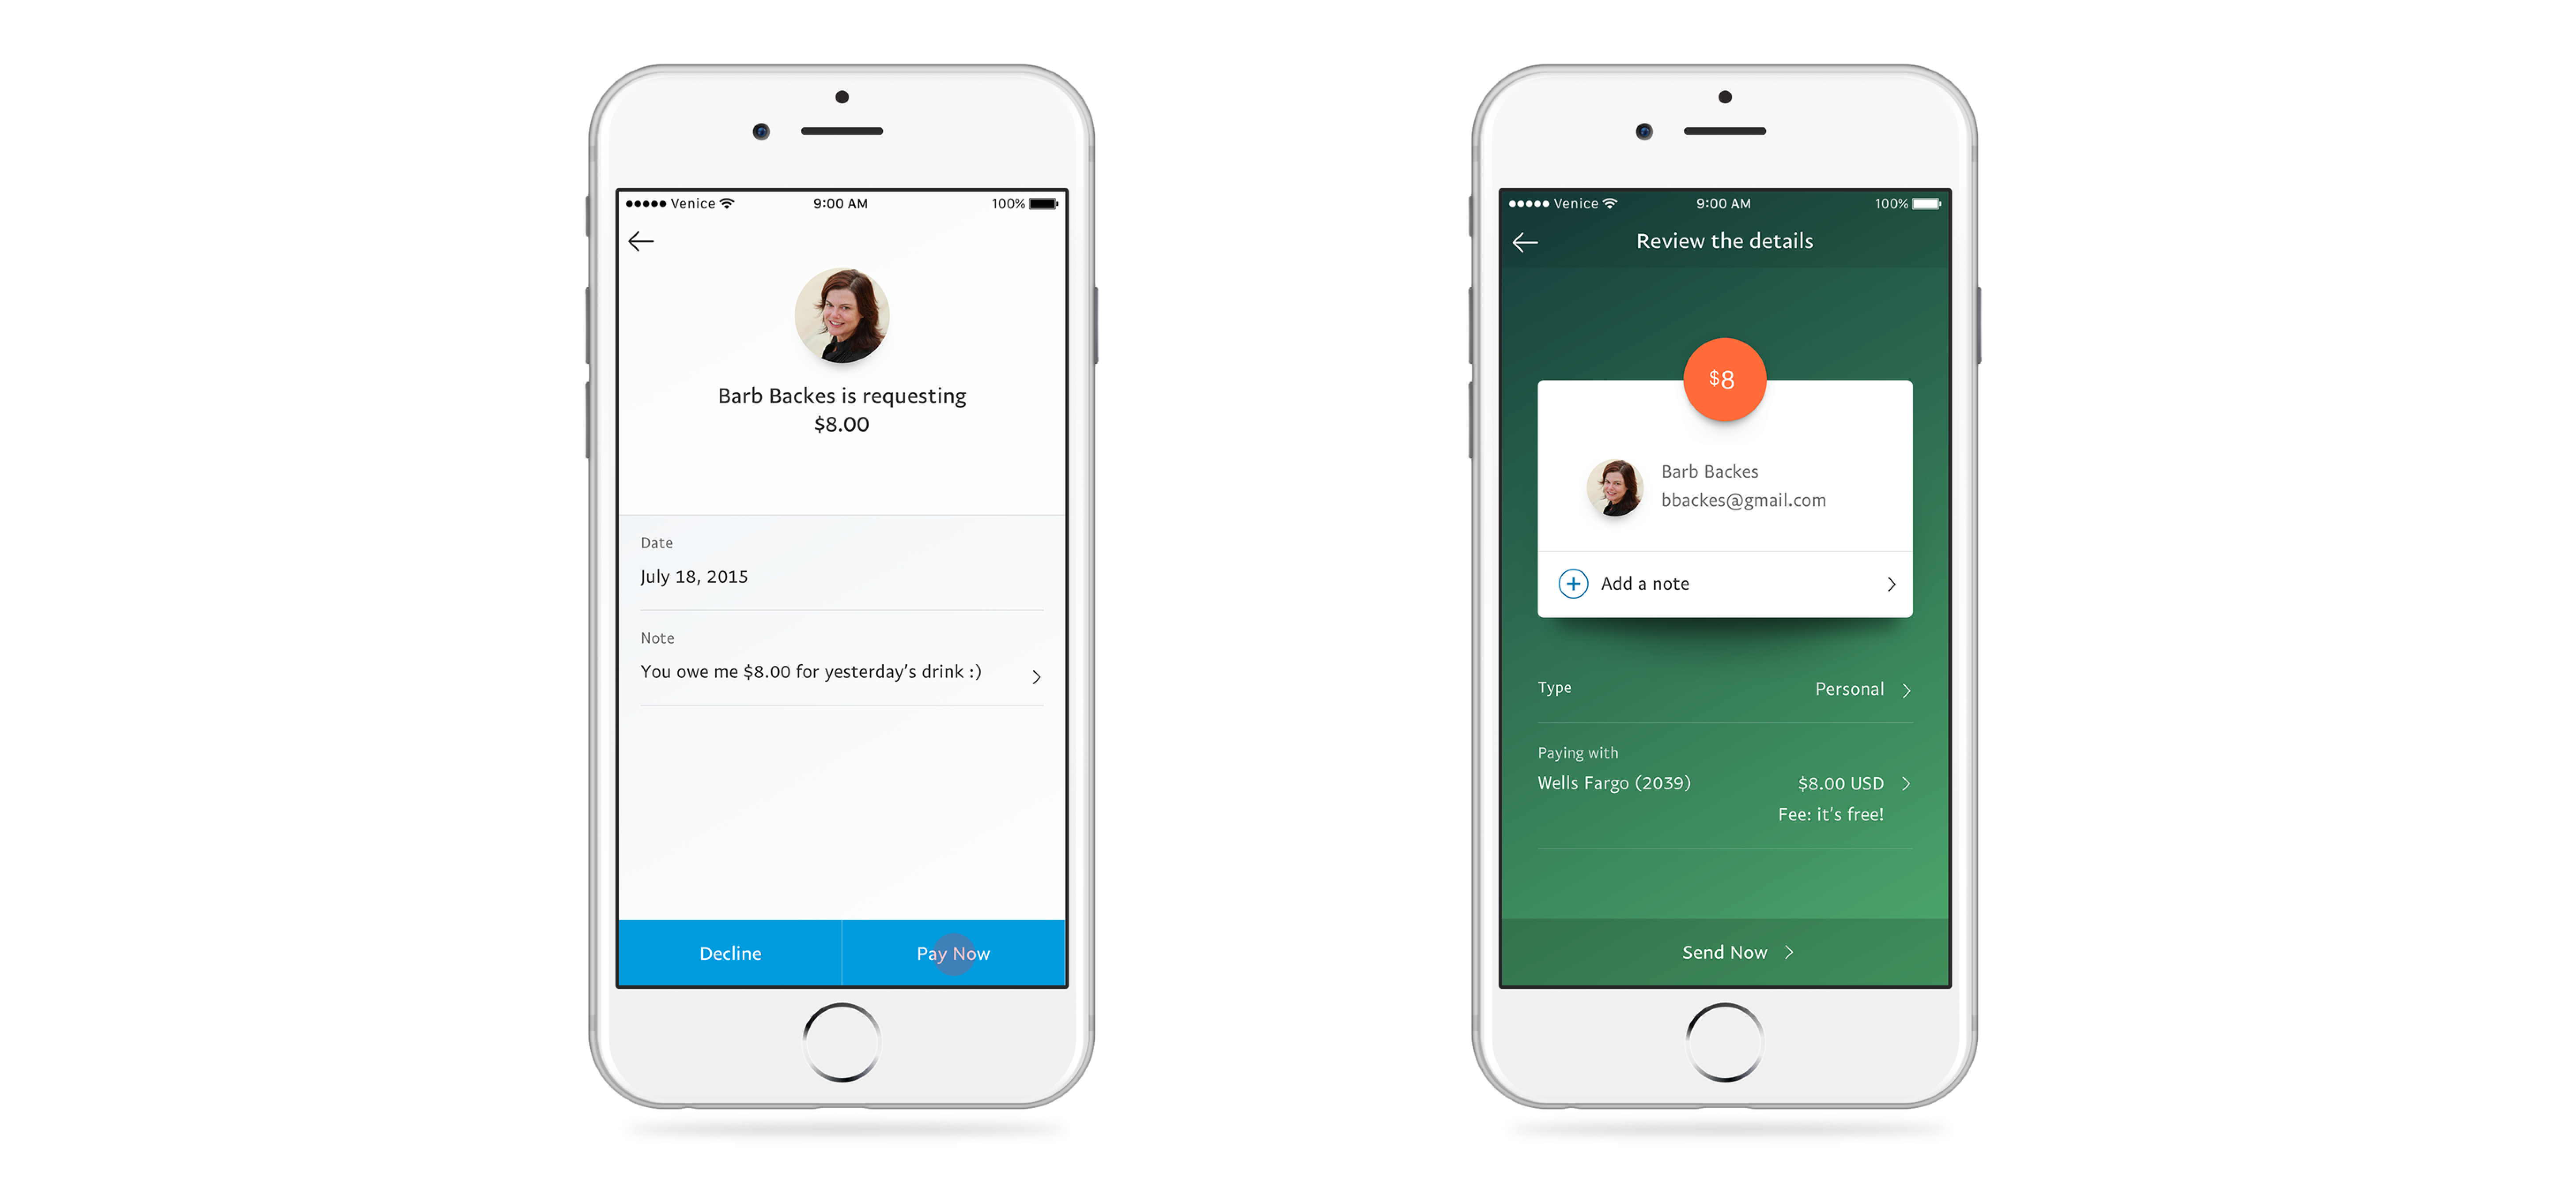 Venice 9:00 AM 100%
Barb Backes is requesting
$8.00
Date
July 18, 2015
Note
You owe me $8.00 for yesterday's drink :)
Decline Pay Now
Venice 9:00 AM 100%
Review the details
$8
Barb Backes
bbackes@gmail.com
Add a note
Type Personal
Paying with
Wells Fargo (2039) $8.00 USD
Fee: it's free!
Send Now